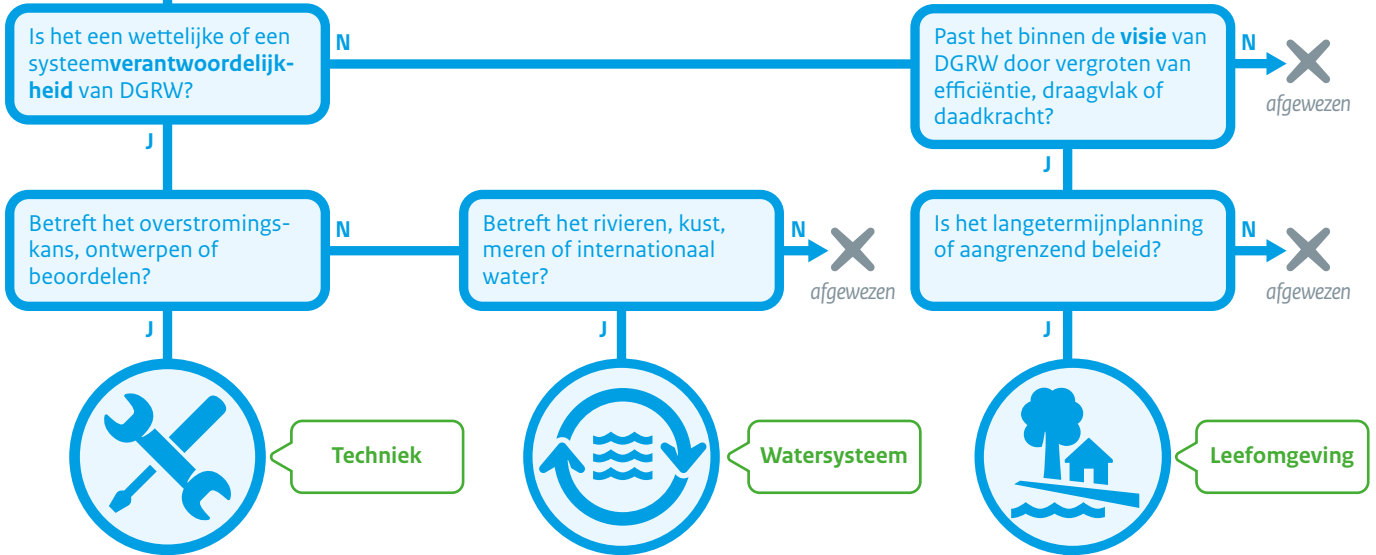 Is het een wettelijke of een
systeemverantwoordelijk-
heid van DGRW?
N
Past het binnen de visie van
DGRW door vergroten van
efficiëntie, draagvlak of
daadkracht?
N
afgewezen
J
J
Betreft het overstromings-
kans, ontwerpen of
beoordelen?
N
Betreft het rivieren, kust,
meren of internationaal
water?
N
afgewezen
Is het langetermijnplanning
of aangrenzend beleid?
N
afgewezen
J
J
J
Techniek
Watersysteem
Leefomgeving